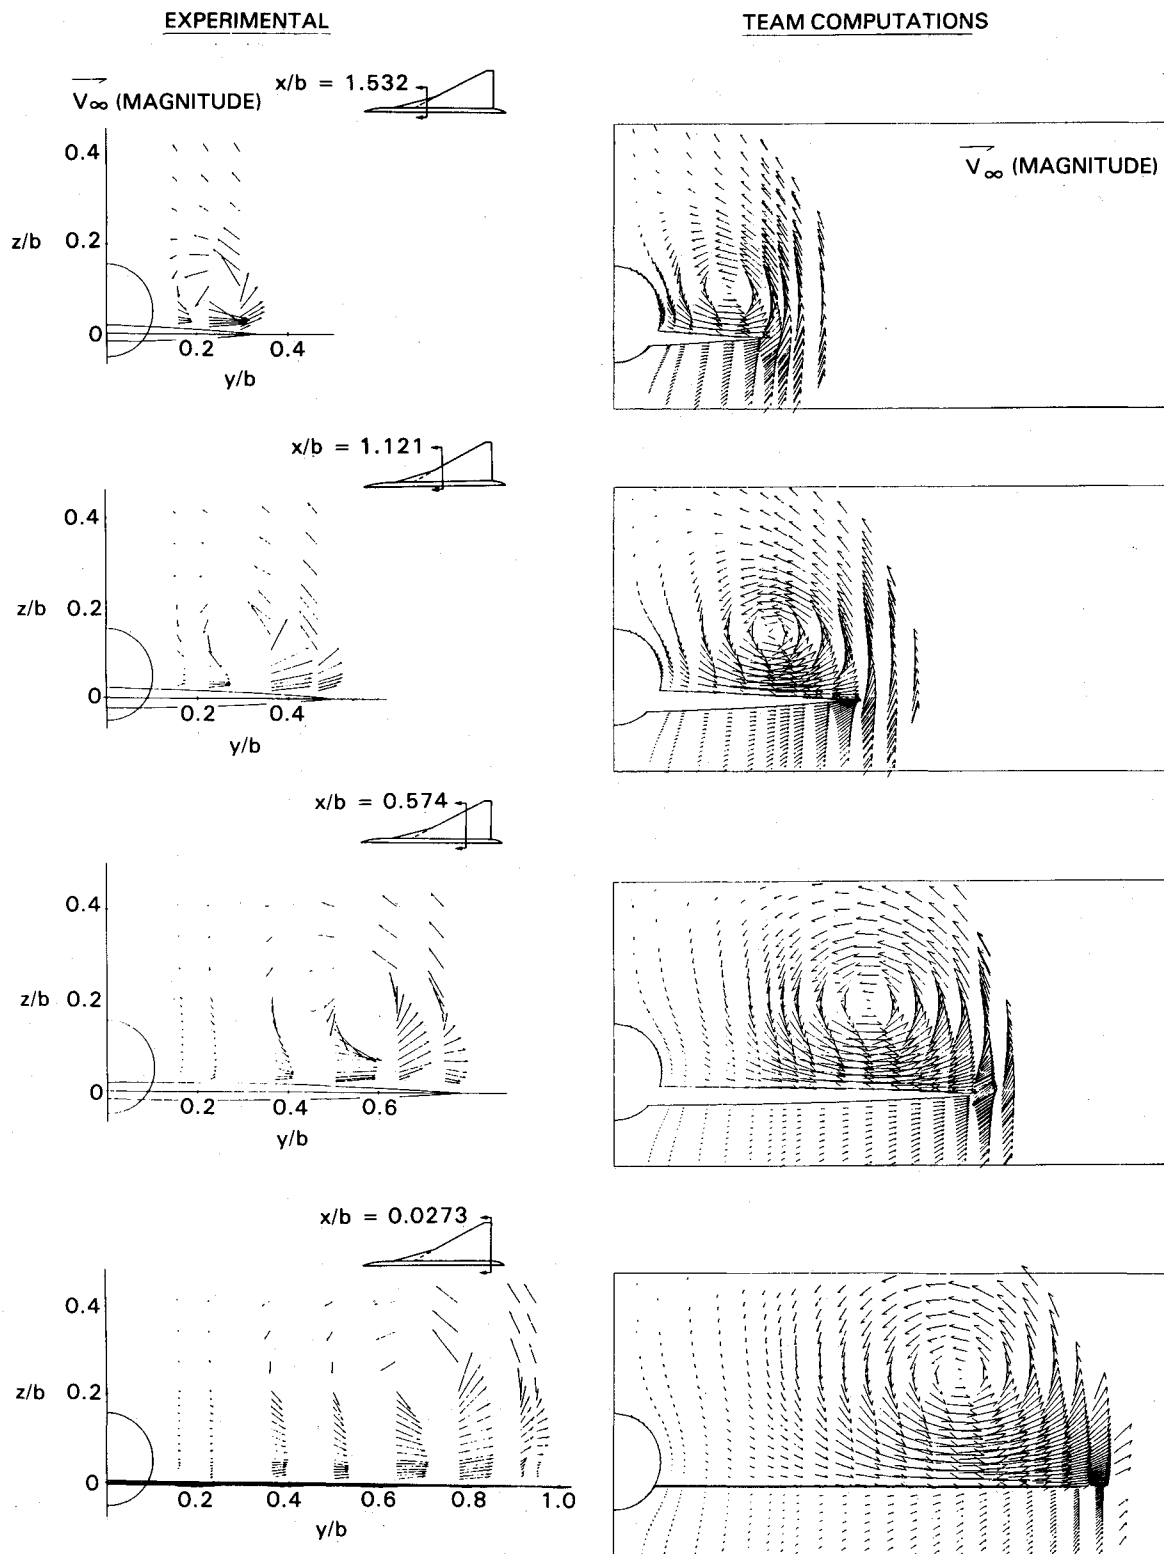 EXPERIMENTAL
TEAM COMPUTATIONS
x/b = 1.532
V∞ (MAGNITUDE)
0.4
z/b 0.2
0
0.2 0.4
y/b
V∞ (MAGNITUDE)
x/b = 1.121
0.4
z/b 0.2
0
0.2 0.4
y/b
x/b = 0.574
0.4
z/b 0.2
0
0.2 0.4 0.6
y/b
x/b = 0.0273
0.4
z/b 0.2
0
0.2 0.4 0.6 0.8 1.0
y/b